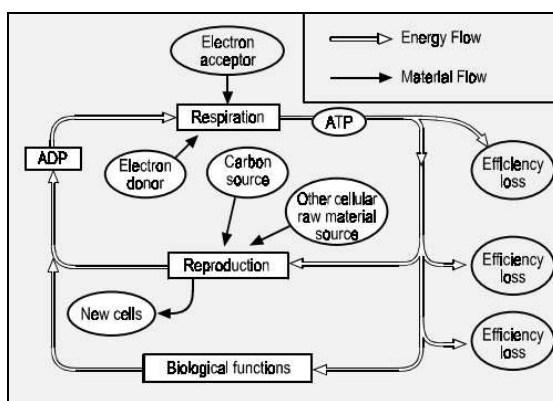 Electron
acceptor
Energy Flow
Material Flow
Respiration
ATP
ADP
Electron
donor
Carbon
source
Efficiency
loss
Other cellular
raw material
source
Reproduction
Efficiency
loss
New cells
Efficiency
loss
Biological functions